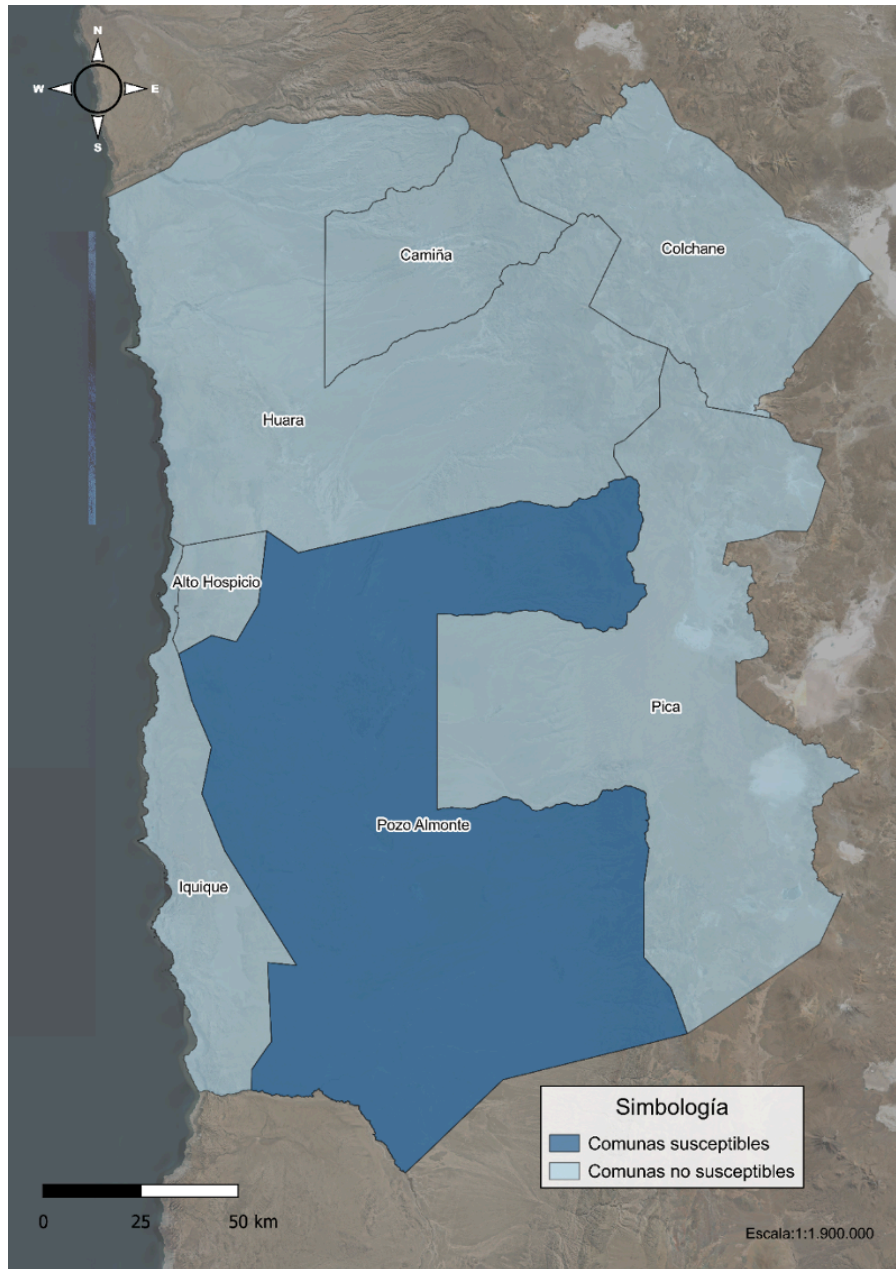 N
W E
S
Camiña
Colchane
Huara
Alto Hospicio
Pica
Pozo Almonte
Iquique
Simbología
Comunas susceptibles
Comunas no susceptibles
0 25 50 km
Escala:1:1.900.000